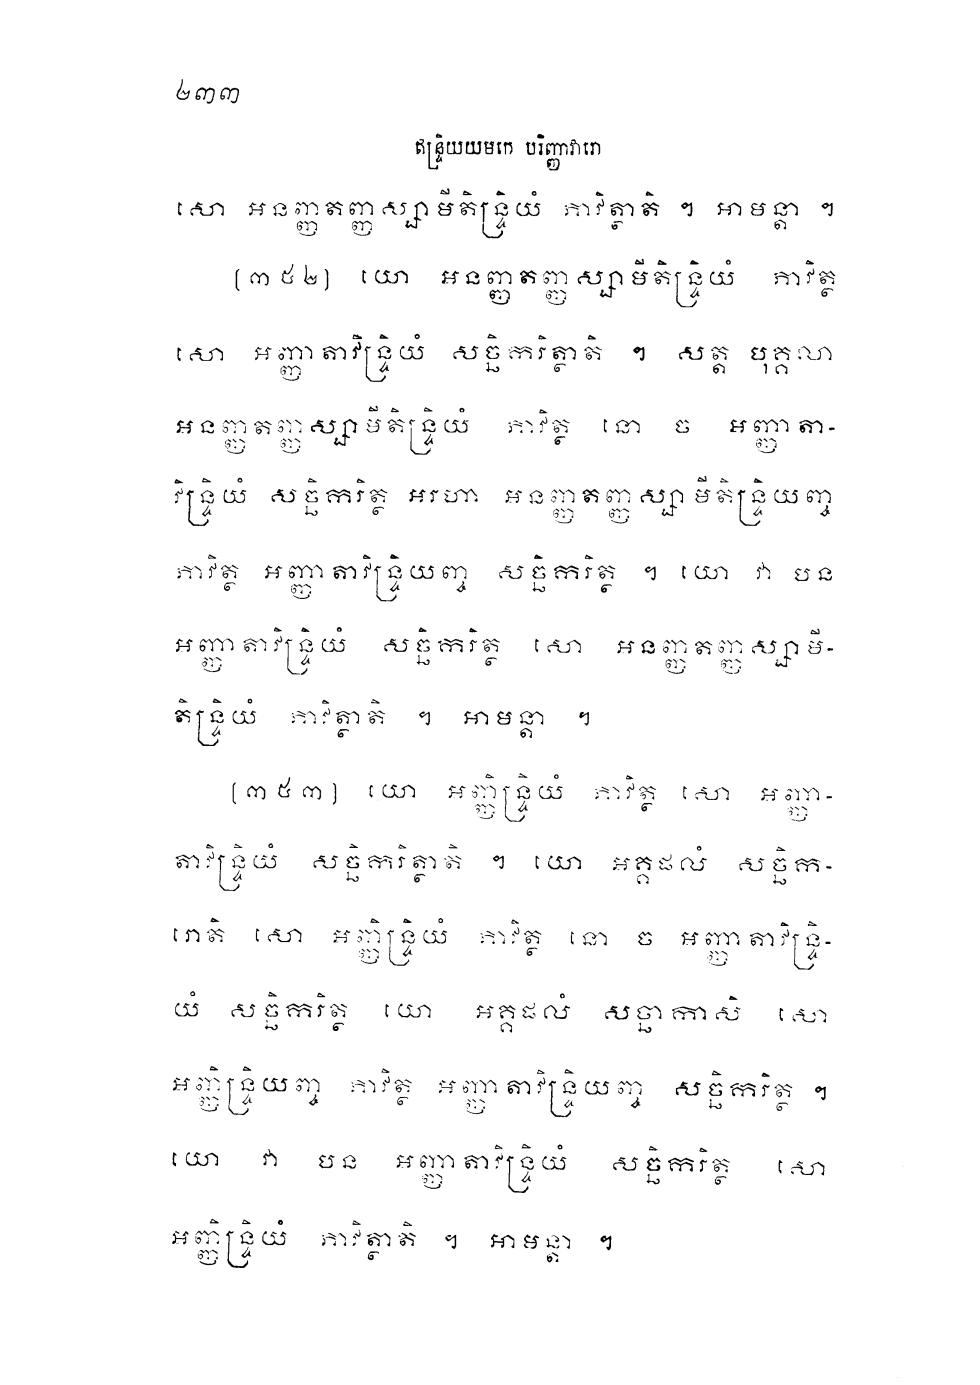 ២៣៣
ឥន្ទ្រិយយមកេ បរិញ្ញាវារោ
សោ អនញ្ញតញ្ញស្សាមីតិន្ទ្រិយំ ភាវិត្ថាតិ ។ អាមន្តា ។
(៣៥២) យោ អនញ្ញតញ្ញស្សាមីតិន្ទ្រិយំ ភាវិត្ថ
សោ អញ្ញាតាវិន្ទ្រិយំ សច្ឆិករិត្ថាតិ ។ សត្ត បុគ្គលា
អនញ្ញតញ្ញស្សាមីតិន្ទ្រិយំ ភាវិត្ថ នោ ច អញ្ញាតា-
វិន្ទ្រិយំ សច្ឆិករិត្ថ អរហា អនញ្ញតញ្ញស្សាមីតិន្ទ្រិយញ្ច
ភាវិត្ថ អញ្ញាតាវិន្ទ្រិយញ្ច សច្ឆិករិត្ថ ។ យោ វា បន
អញ្ញាតាវិន្ទ្រិយំ សច្ឆិករិត្ថ សោ អនញ្ញតញ្ញស្សាមី-
តិន្ទ្រិយំ ភាវិត្ថាតិ ។ អាមន្តា ។
(៣៥៣) យោ អញ្ញិន្ទ្រិយំ ភាវិត្ថ សោ អញ្ញា-
តាវិន្ទ្រិយំ សច្ឆិករិត្ថាតិ ។ យោ អគ្គផលំ សច្ឆិក-
រោតិ សោ អញ្ញិន្ទ្រិយំ ភាវិត្ថ នោ ច អញ្ញាតាវិន្ទ្រិ-
យំ សច្ឆិករិត្ថ យោ អគ្គផលំ សច្ឆាកាសិ សោ
អញ្ញិន្ទ្រិយញ្ច ភាវិត្ថ អញ្ញាតាវិន្ទ្រិយញ្ច សច្ឆិករិត្ថ ។
យោ វា បន អញ្ញាតាវិន្ទ្រិយំ សច្ឆិករិត្ថ សោ
អញ្ញិន្ទ្រិយំ ភាវិត្ថាតិ ។ អាមន្តា ។